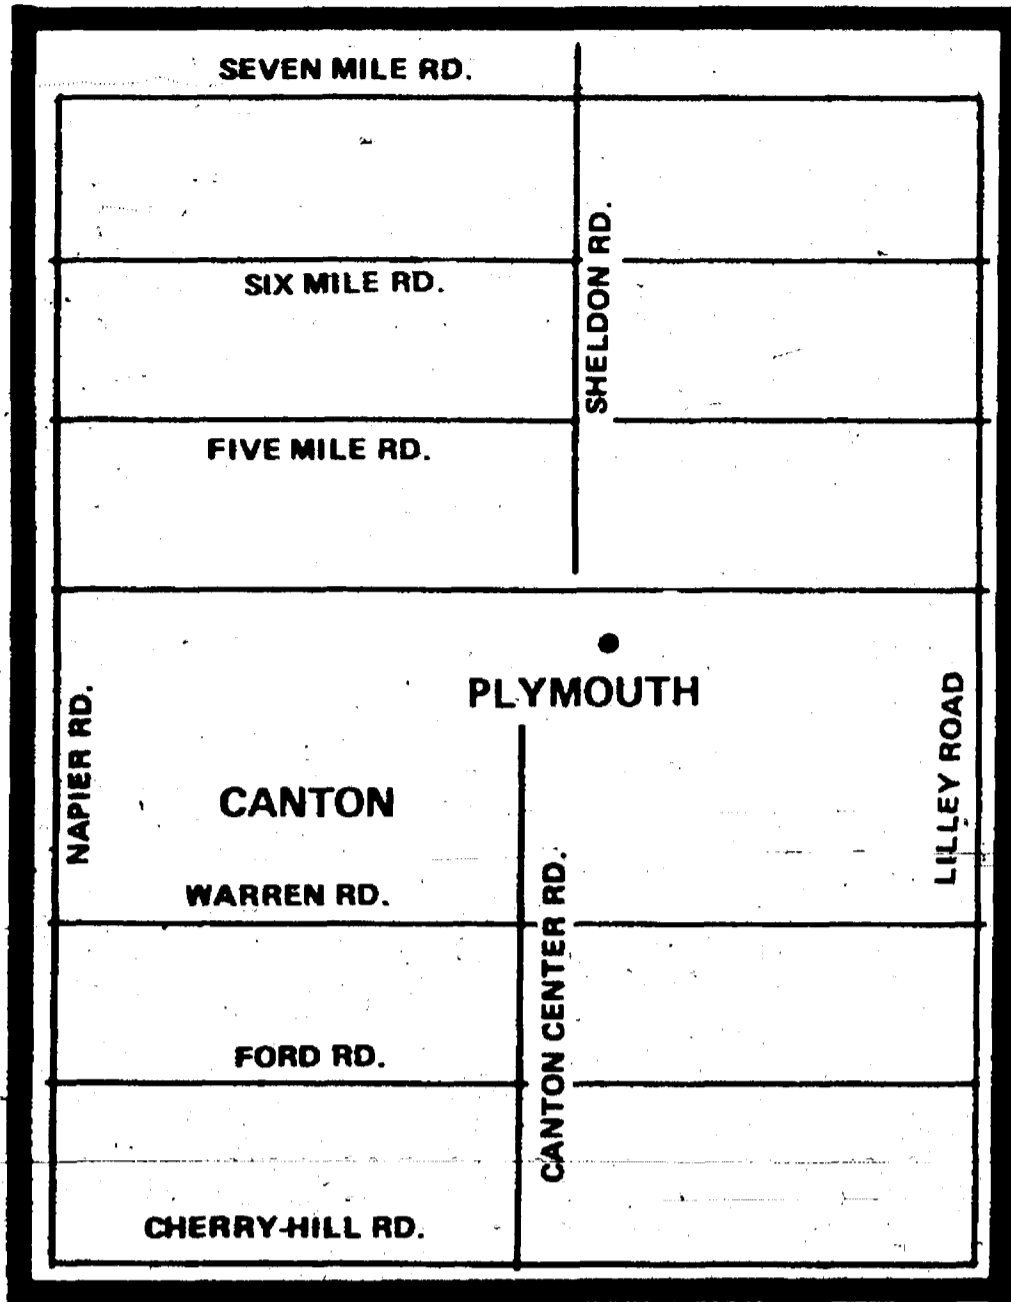 SEVEN MILE RD.
SHELDON RD.
SIX MILE RD.
FIVE MILE RD.
PLYMOUTH
NAPIER RD.
LILLEY ROAD
CANTON
WARREN RD.
CANTON CENTER RD.
FORD RD.
CHERRY-HILL RD.